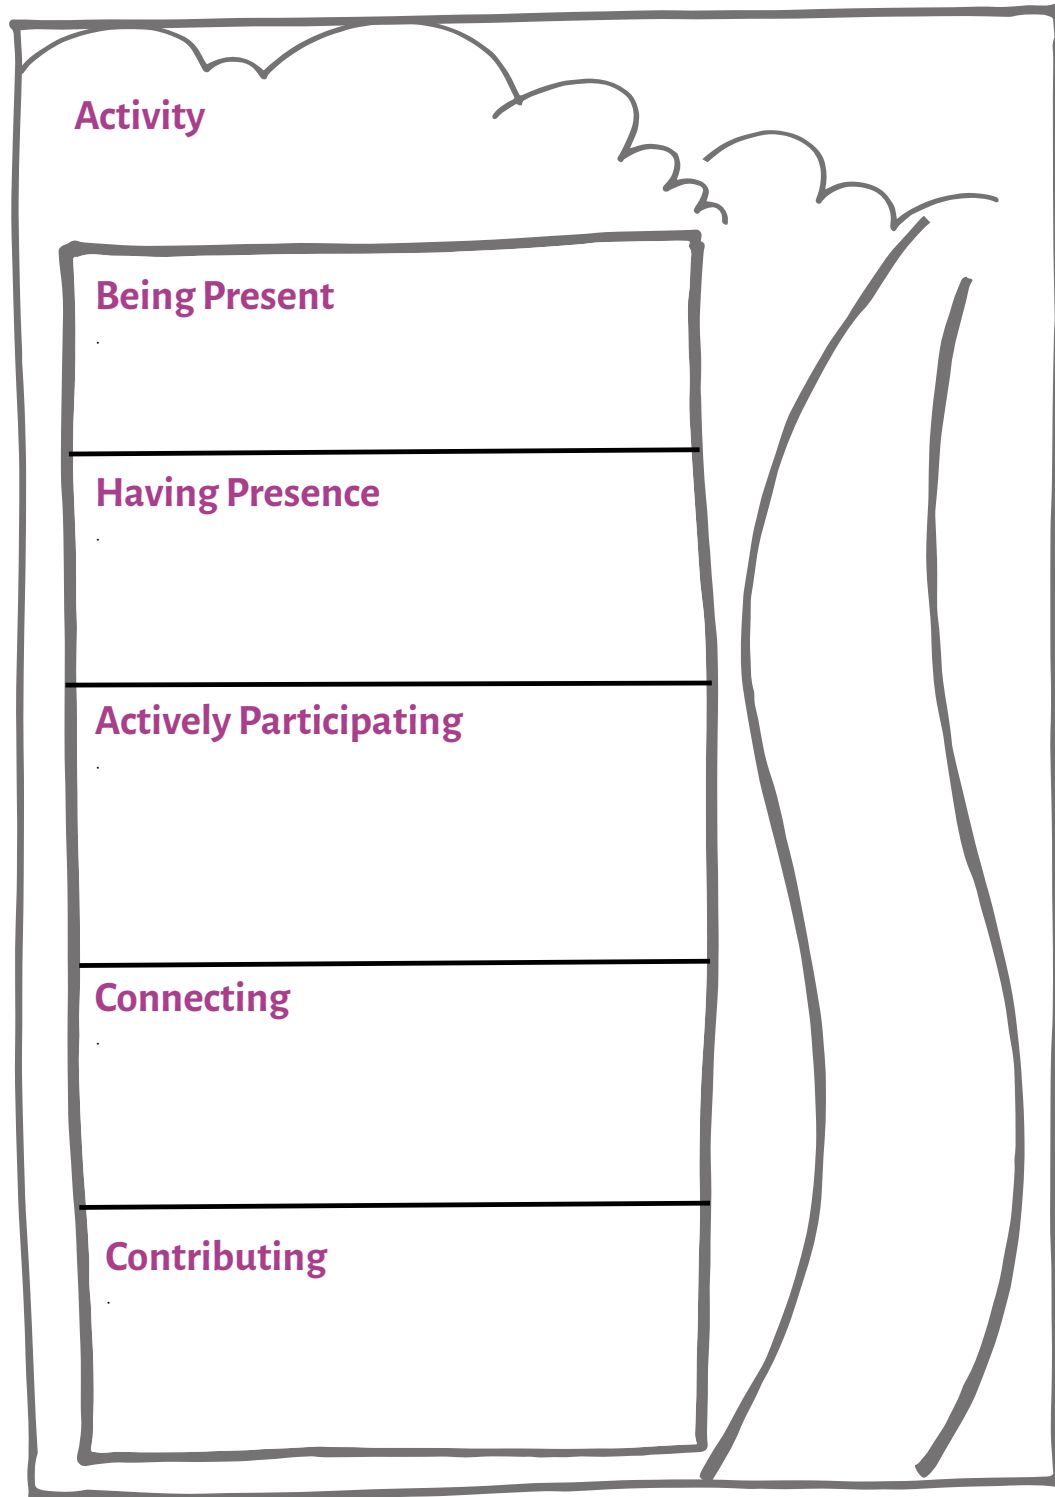 Activity
Being Present
.
Having Presence
.
Actively Participating
.
Connecting
.
Contributing
.